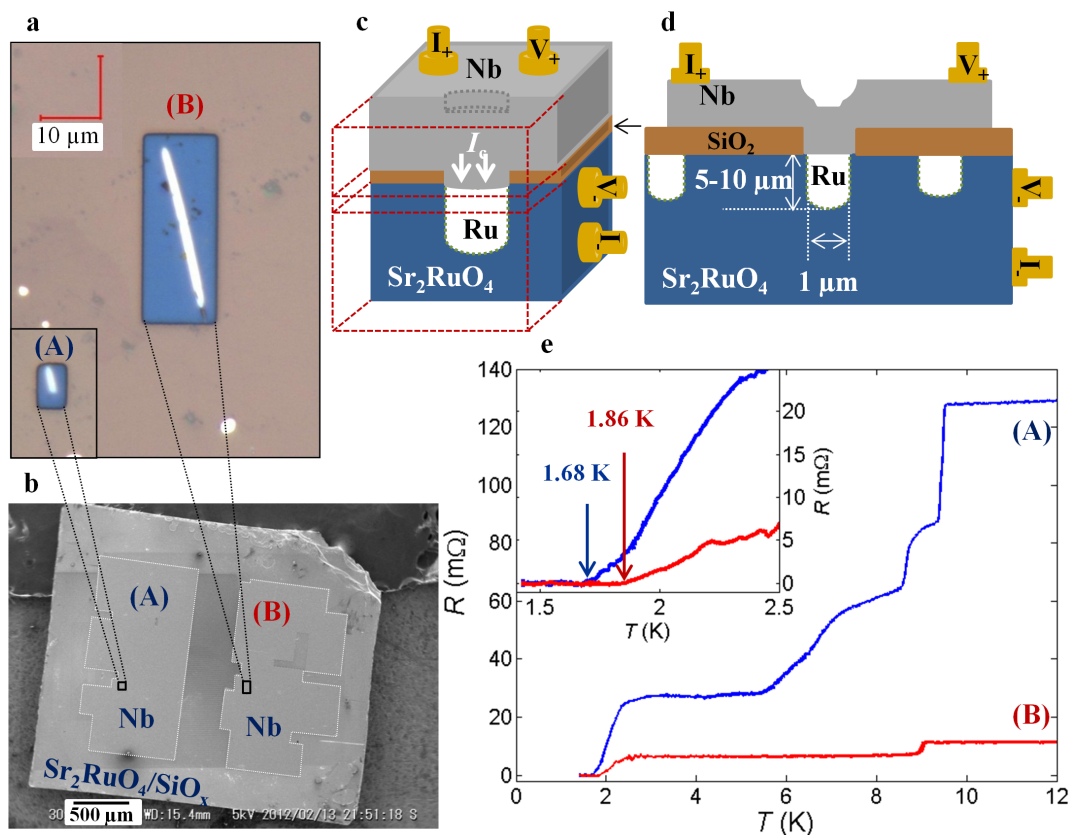 a
(B)
10 µm
(A)
b
(A)
(B)
Nb
Nb
Sr2RuO4/SiOx
500 µm
30
WD:15.4mm 5kV 2012/02/13 21:51:18 S
c
I+
V+
Nb
Ic
Ru
V-
I-
Sr2RuO4
d
I+
V+
Nb
SiO2
5-10 µm
Ru
V-
I-
1 µm
Sr2RuO4
e
140
120
100
80
60
40
20
0
R (mΩ)
0 2 4 6 8 10 12
T (K)
(A)
(B)
1.86 K
1.68 K
20
15
10
5
0
R (mΩ)
1.5 2 2.5
T (K)